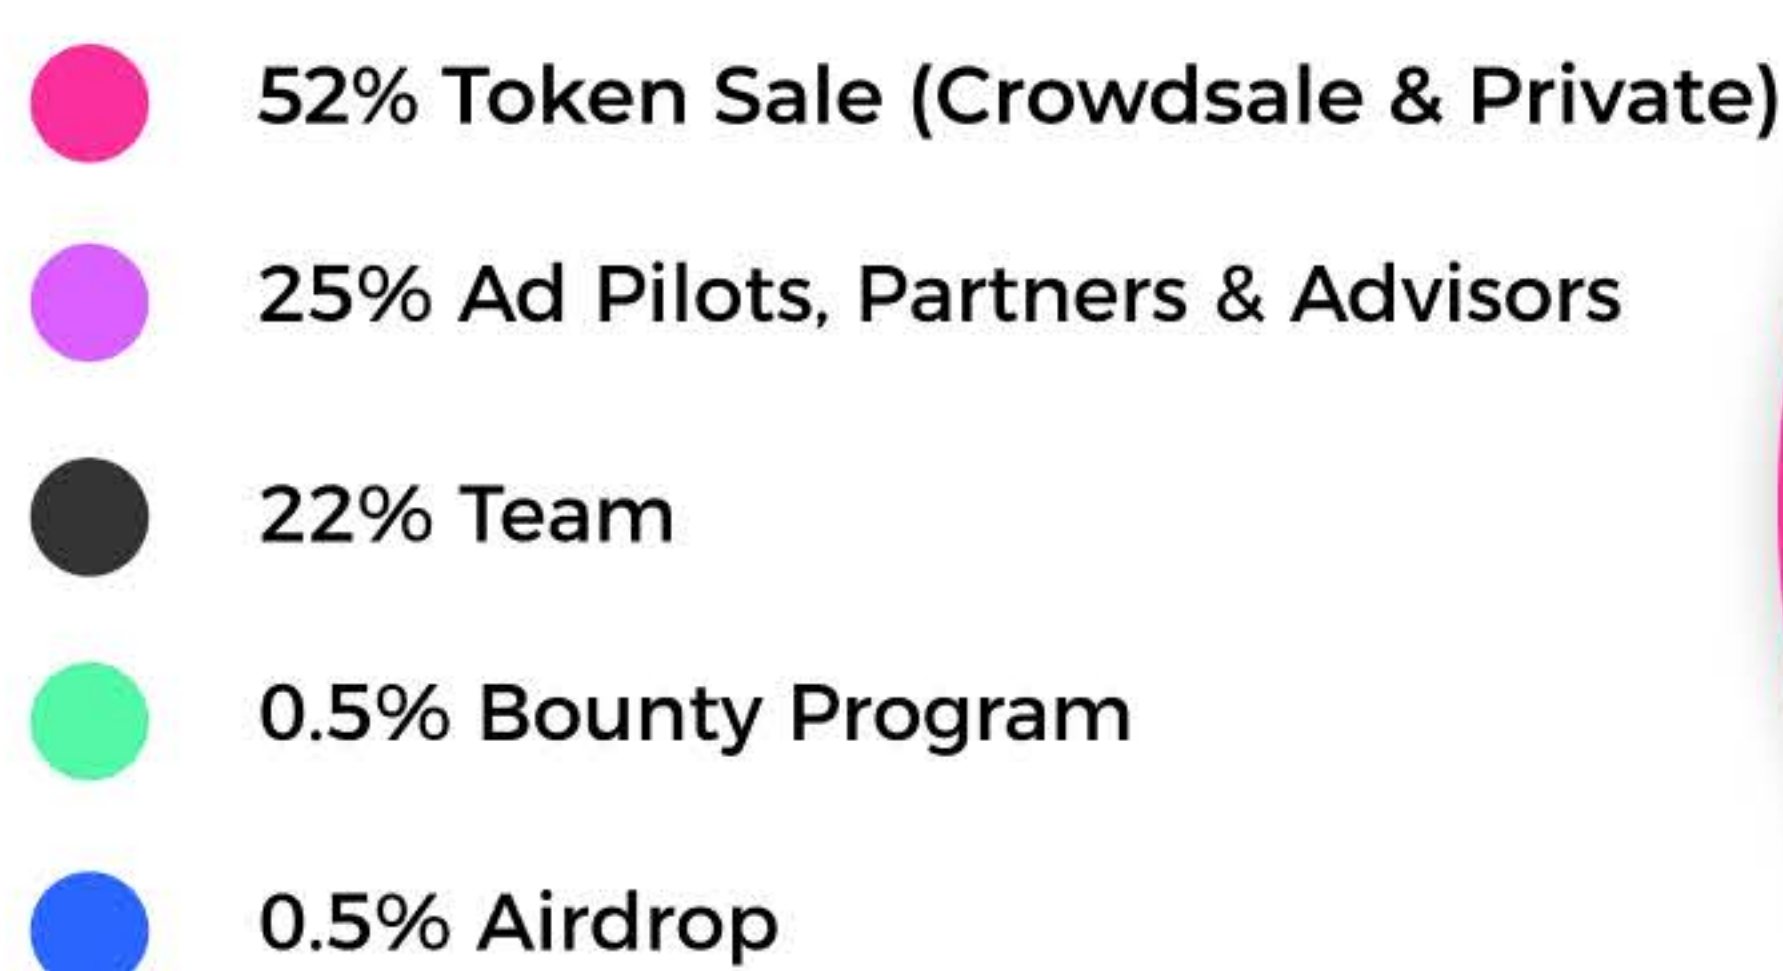 52% Token Sale (Crowdsale & Private)
25% Ad Pilots, Partners & Advisors
22% Team
0.5% Bounty Program
0.5% Airdrop